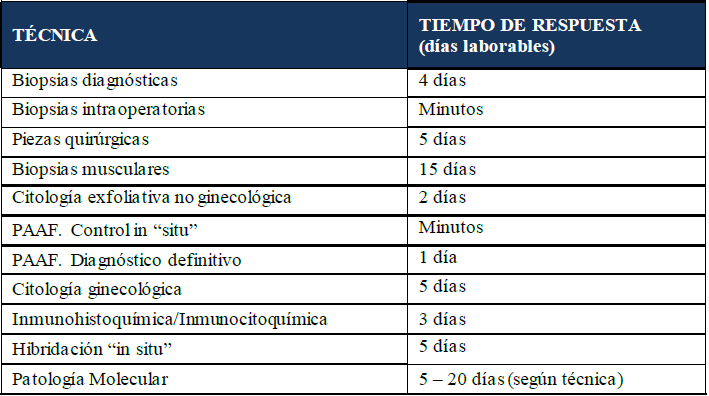 TÉCNICA
TIEMPO DE RESPUESTA
(días laborables)
Biopsias diagnósticas 4 días
Biopsias intraoperatorias Minutos
Piezas quirúrgicas 5 días
Biopsias musculares 15 días
Citología exfoliativa no ginecológica 2 días
PAAF. Control in “situ” Minutos
PAAF. Diagnóstico definitivo 1 día
Citología ginecológica 5 días
Inmunohistoquímica/Inmunocitoquímica 3 días
Hibridación “in situ” 5 días
Patología Molecular 5 – 20 días (según técnica)